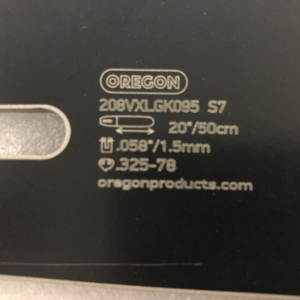 OREGON
208VXLGK095 S7
20"/50cm
.058"/1.5mm
.325-78
oregonproducts.com